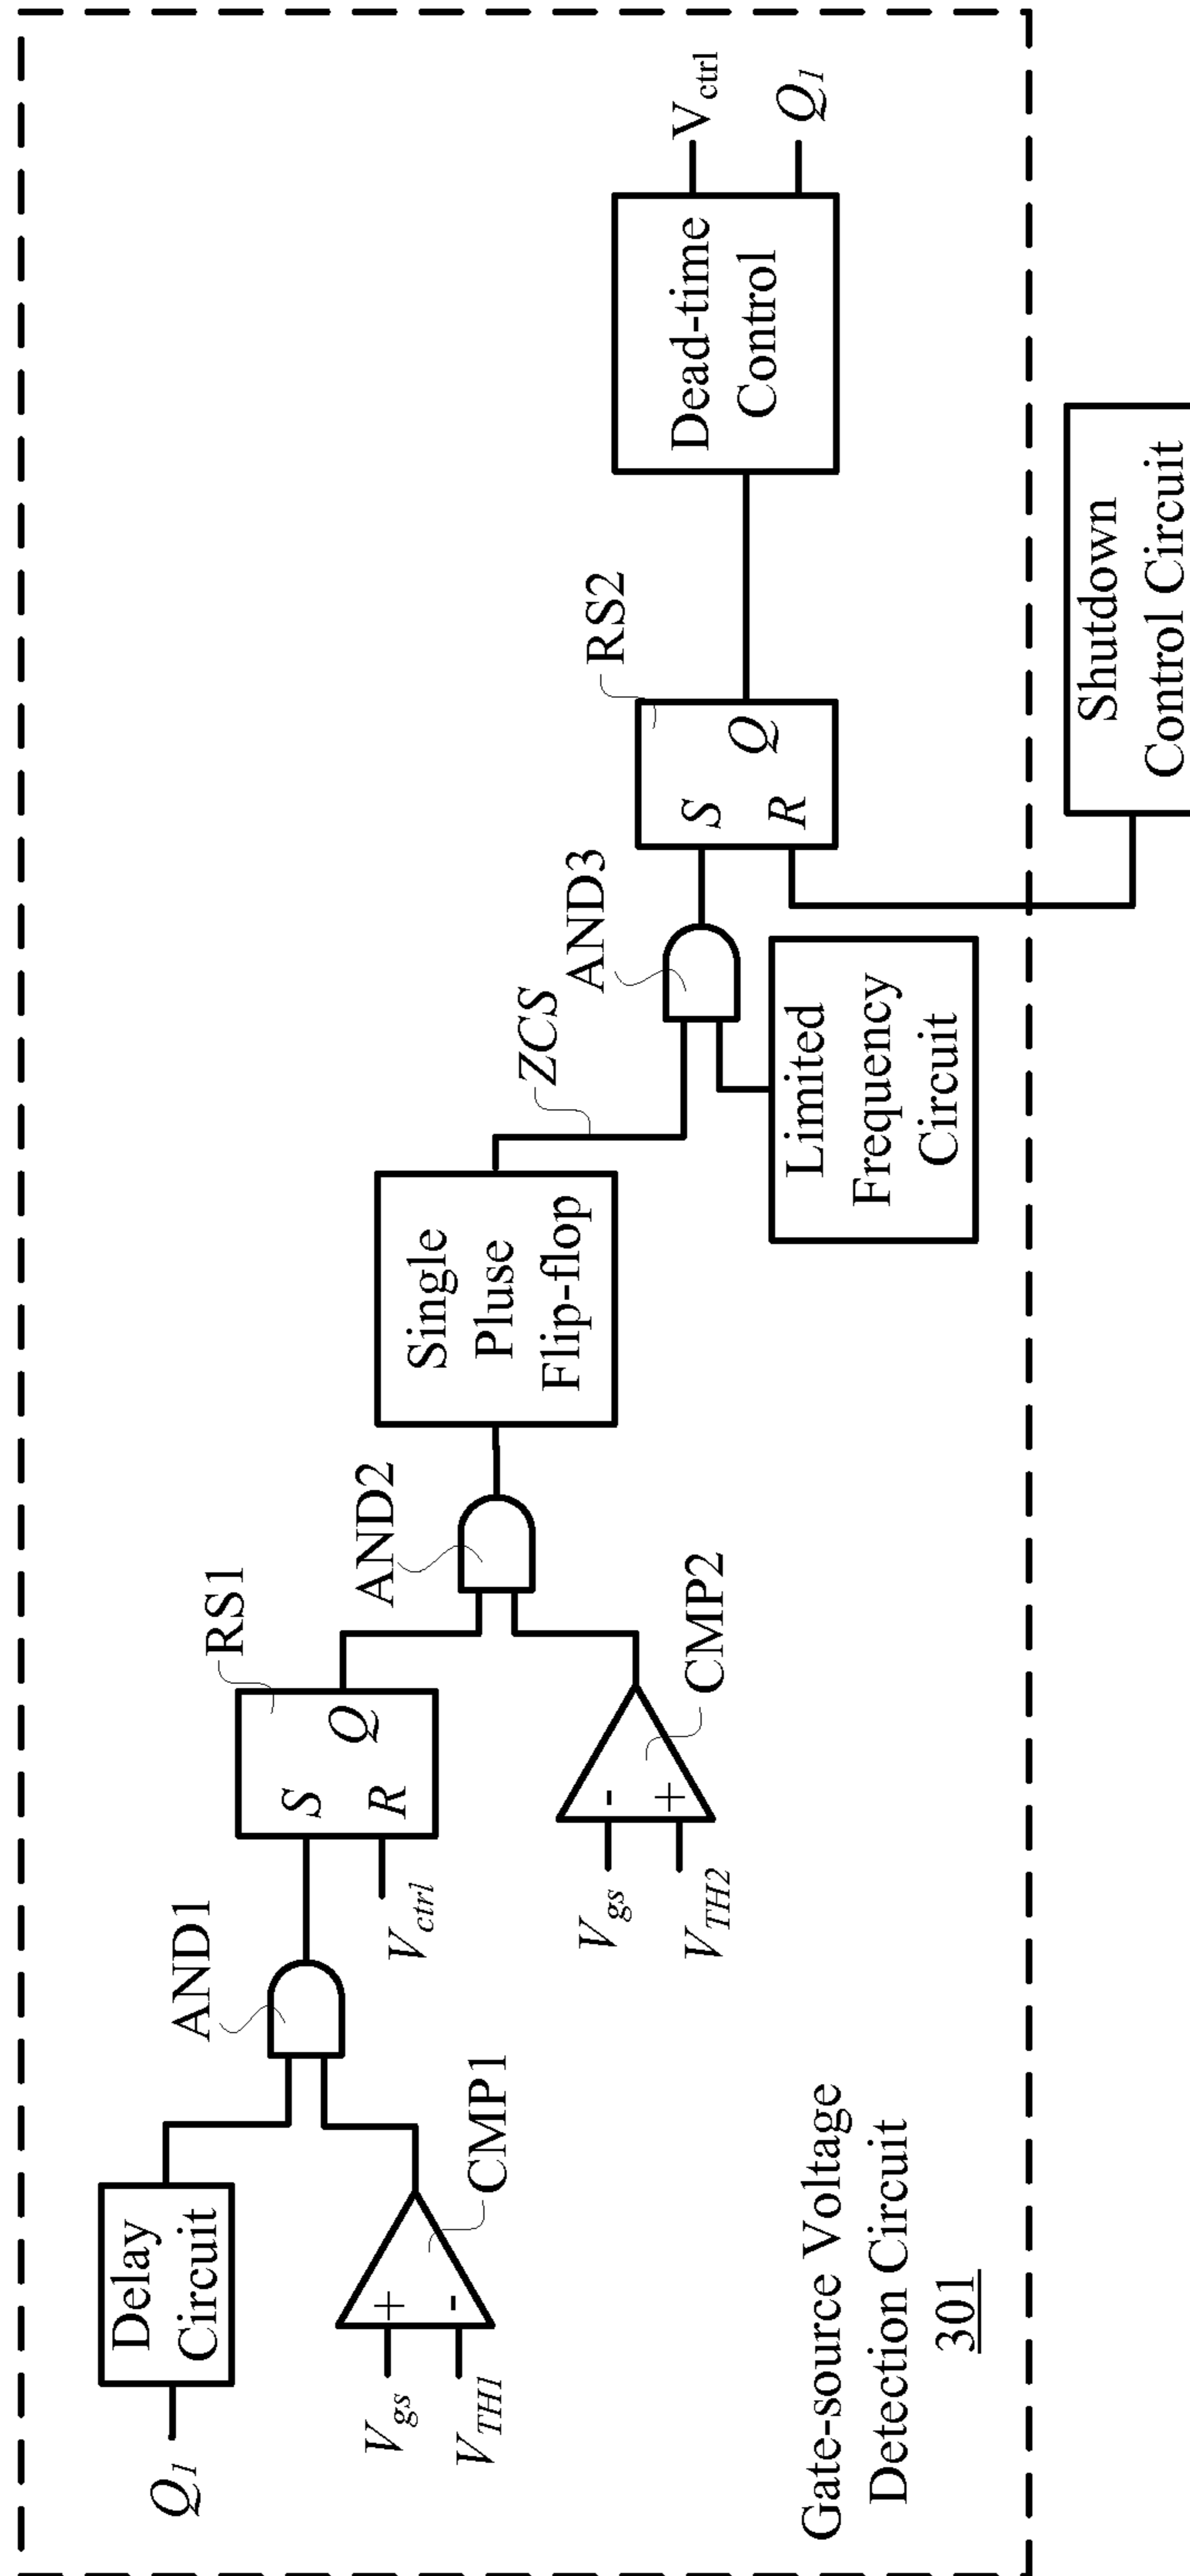 Q1
Delay
Circuit
AND1
Vgs
+
VTH1
-
CMP1
RS1
S
Q
R
Vctrl
AND2
Vgs
-
VTH2
+
CMP2
Single
Pluse
Flip-flop
ZCS
AND3
Limited
Frequency
Circuit
RS2
S
Q
R
Dead-time
Control
Vctrl
Q1
Shutdown
Control Circuit
Gate-source Voltage
Detection Circuit
301